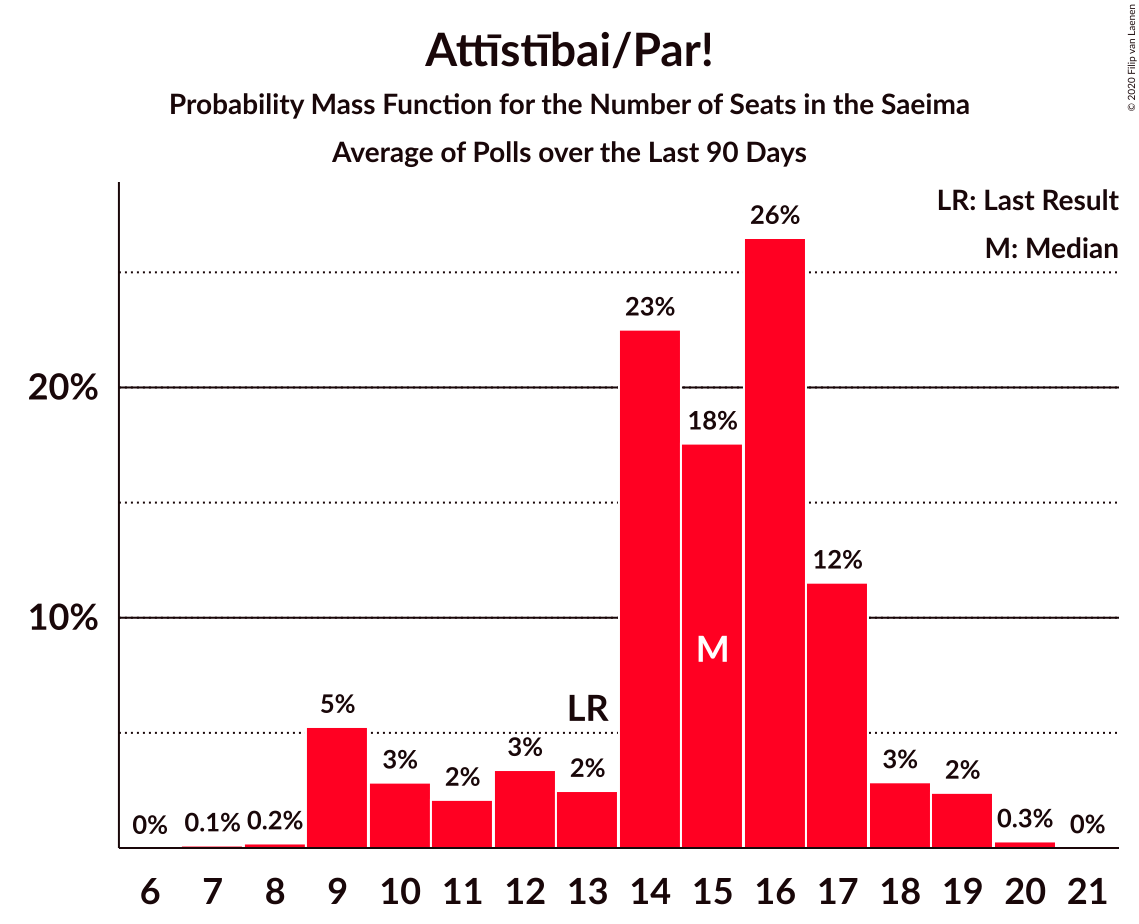 Attīstībai/Par!
Probability Mass Function for the Number of Seats in the Saeima
Average of Polls over the Last 90 Days
© 2020 Filip van Laenen
LR: Last Result
M: Median
26%
23%
20%
18%
12%
10%
M
LR
5%
3%
2%
3%
2%
3%
2%
0%
0.1%
0.2%
0.3%
0%
6 7 8 9 10 11 12 13 14 15 16 17 18 19 20 21